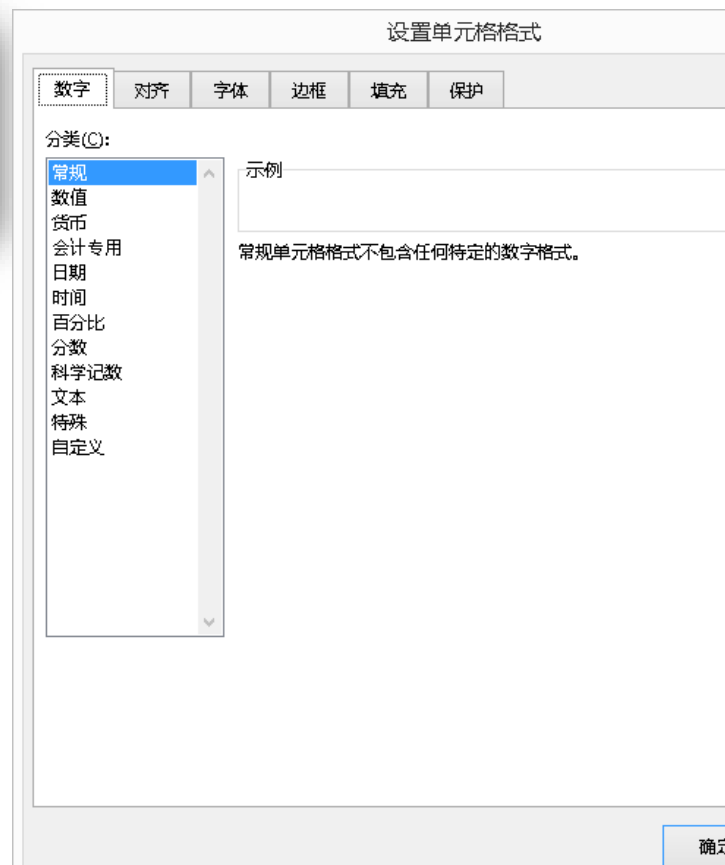 设置单元格格式
数字 对齐 字体 边框 填充 保护
分类(C):
常规
数值
货币
会计专用
日期
时间
百分比
分数
科学记数
文本
特殊
自定义
示例
常规单元格格式不包含任何特定的数字格式。
确定